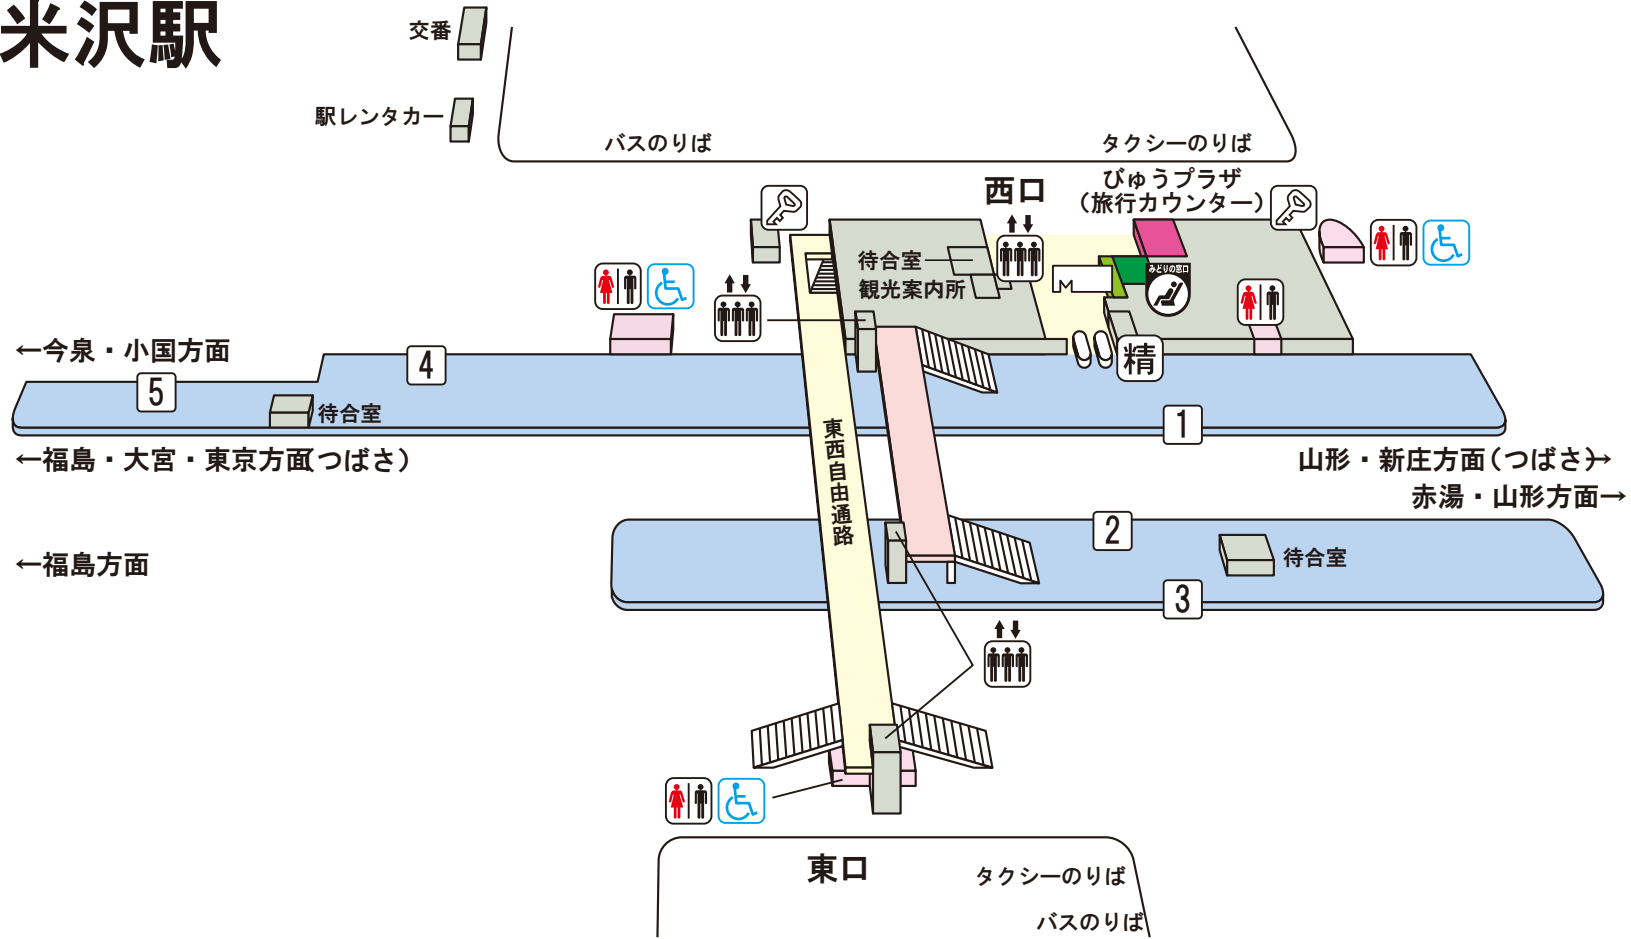 米沢駅
交番
駅レンタカー
バスのりば
タクシーのりば
西口
びゅうプラザ
（旅行カウンター）
待合室
観光案内所
みどりの窓口
精
←今泉・小国方面
4
5
待合室
1
←福島・大宮・東京方面（つばさ）
山形・新庄方面（つばさ）→
赤湯・山形方面→
東西自由通路
2
待合室
←福島方面
3
東口
タクシーのりば
バスのりば